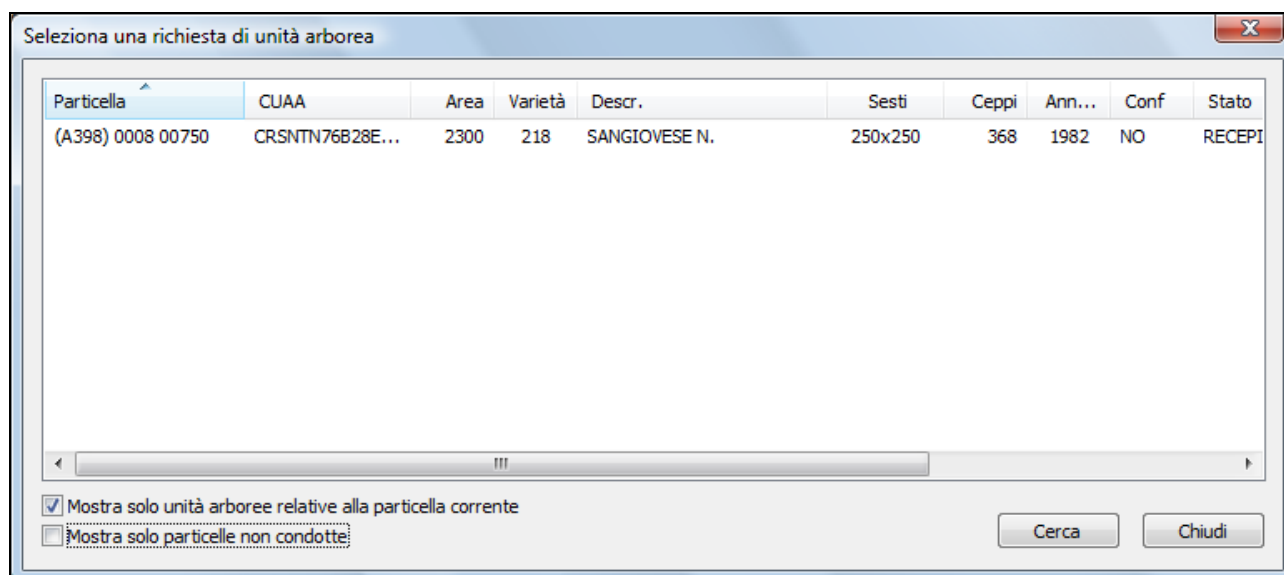 Seleziona una richiesta di unità arborea
Particella CUAA Area Varietà Descr. Sesti Ceppi Ann... Conf Stato
(A398) 0008 00750 CRSNTN76B28E... 2300 218 SANGIOVESE N. 250x250 368 1982 NO RECEPI
Mostra solo unità arboree relative alla particella corrente
Mostra solo particelle non condotte
Cerca Chiudi